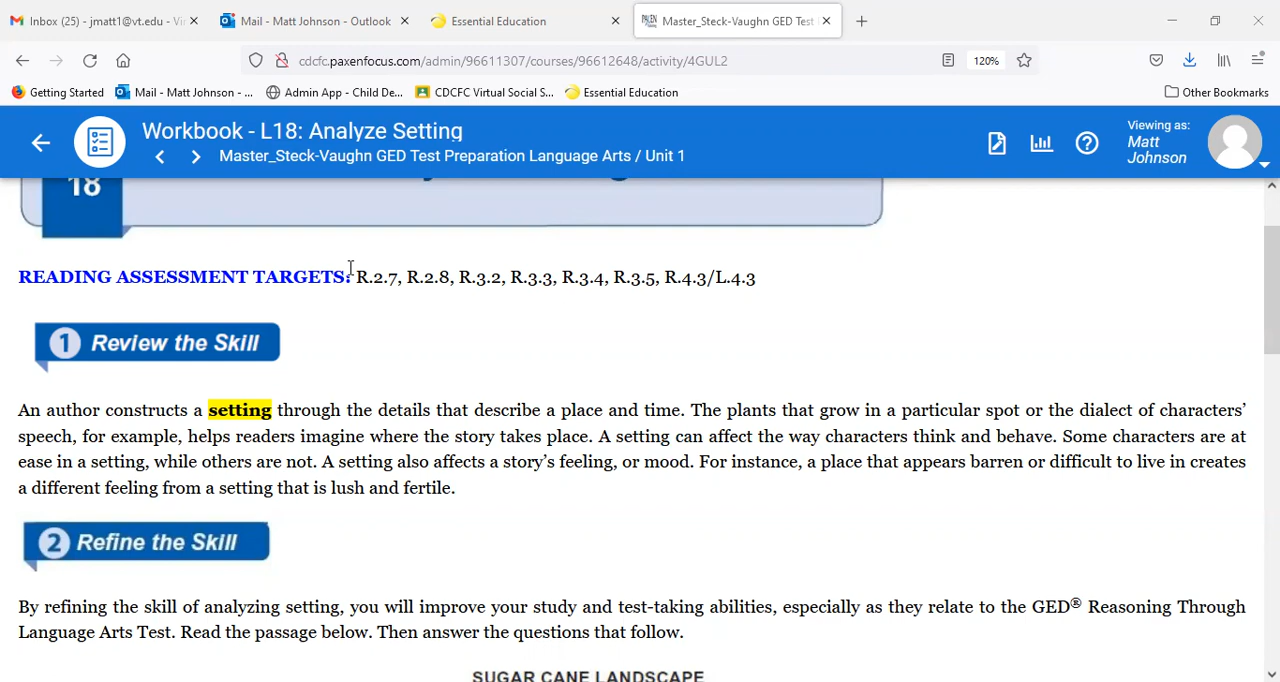 Inbox (25) - jmatt1@vt.edu - Vir
Mail - Matt Johnson - Outlook
Essential Education
Master_Steck-Vaughn GED Test
cdcfc.paxenfocus.com/admin/96611307/courses/96612648/activity/4GUL2
120%
Getting Started
Mail - Matt Johnson - ...
Admin App - Child De...
CDCFC Virtual Social S...
Essential Education
Other Bookmarks
Workbook - L18: Analyze Setting
Master_Steck-Vaughn GED Test Preparation Language Arts / Unit 1
Viewing as:
Matt
Johnson
18
READING ASSESSMENT TARGETS: R.2.7, R.2.8, R.3.2, R.3.3, R.3.4, R.3.5, R.4.3/L.4.3
1 Review the Skill
An author constructs a setting through the details that describe a place and time. The plants that grow in a particular spot or the dialect of characters’
speech, for example, helps readers imagine where the story takes place. A setting can affect the way characters think and behave. Some characters are at
ease in a setting, while others are not. A setting also affects a story’s feeling, or mood. For instance, a place that appears barren or difficult to live in creates
a different feeling from a setting that is lush and fertile.
2 Refine the Skill
By refining the skill of analyzing setting, you will improve your study and test-taking abilities, especially as they relate to the GED® Reasoning Through
Language Arts Test. Read the passage below. Then answer the questions that follow.
SUGAR CANE LANDSCAPE